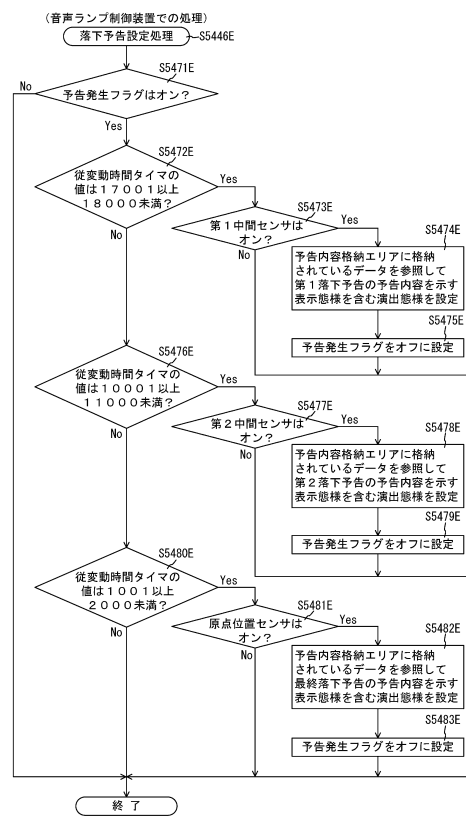 (音声ランプ制御装置での処理)
落下予告設定処理
S5446E
S5471E
No
予告発生フラグはオン?
Yes
S5472E
従変動時間タイマの
値は17001以上
18000未満?
Yes
No
S5473E
第1中間センサは
オン?
Yes
No
S5474E
予告内容格納エリアに格納
されているデータを参照して
第1落下予告の予告内容を示す
表示態様を含む演出態様を設定
S5475E
予告発生フラグをオフに設定
S5476E
従変動時間タイマの
値は10001以上
11000未満?
Yes
No
S5477E
第2中間センサは
オン?
Yes
No
S5478E
予告内容格納エリアに格納
されているデータを参照して
第2落下予告の予告内容を示す
表示態様を含む演出態様を設定
S5479E
予告発生フラグをオフに設定
S5480E
従変動時間タイマの
値は1001以上
2000未満?
Yes
No
S5481E
原点位置センサは
オン?
Yes
No
S5482E
予告内容格納エリアに格納
されているデータを参照して
最終落下予告の予告内容を示す
表示態様を含む演出態様を設定
S5483E
予告発生フラグをオフに設定
終了